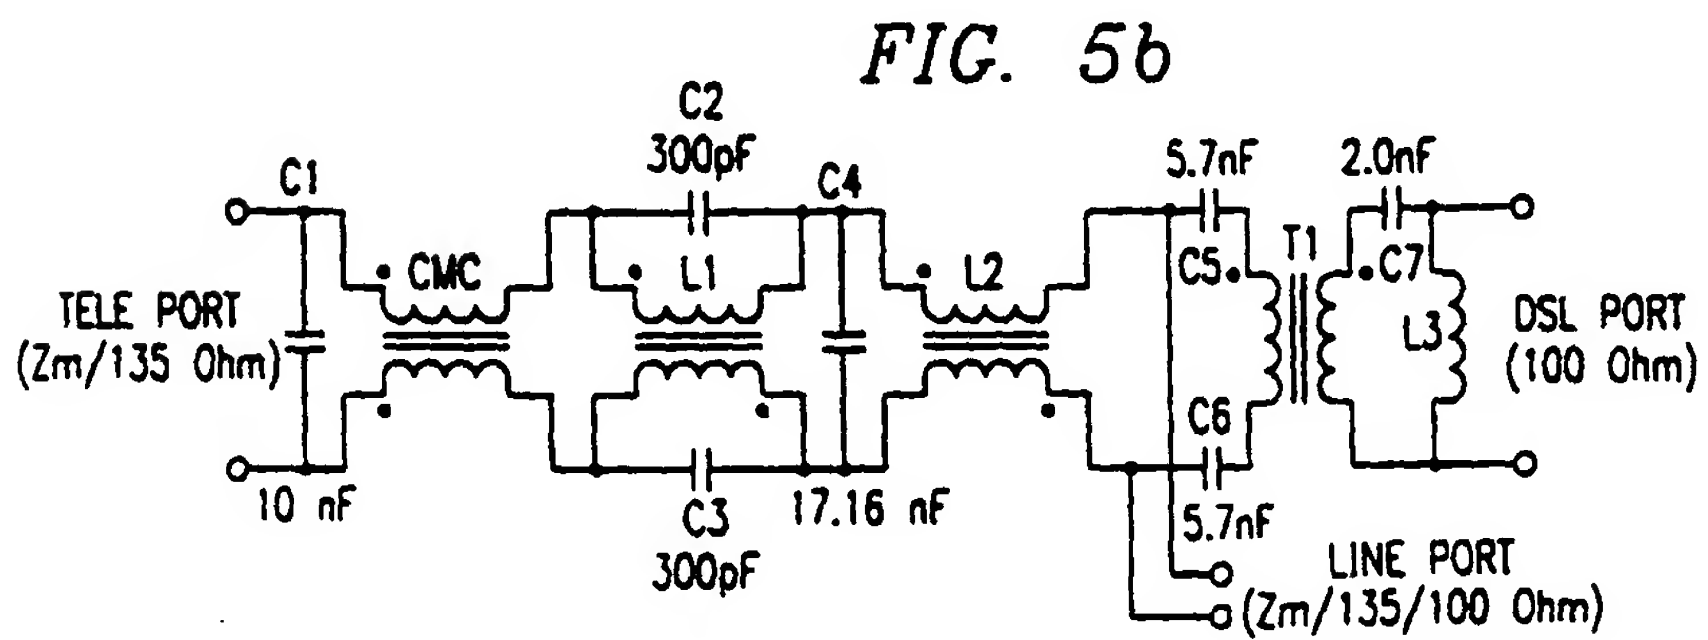 FIG. 5b
C2
300pF
C1
C4
5.7nF
2.0nF
CMC
L1
L2
C5
T1
C7
TELE PORT
(Zm/135 Ohm)
L3
DSL PORT
(100 Ohm)
C6
10 nF
C3
300pF
17.16 nF
5.7nF
LINE PORT
(Zm/135/100 Ohm)